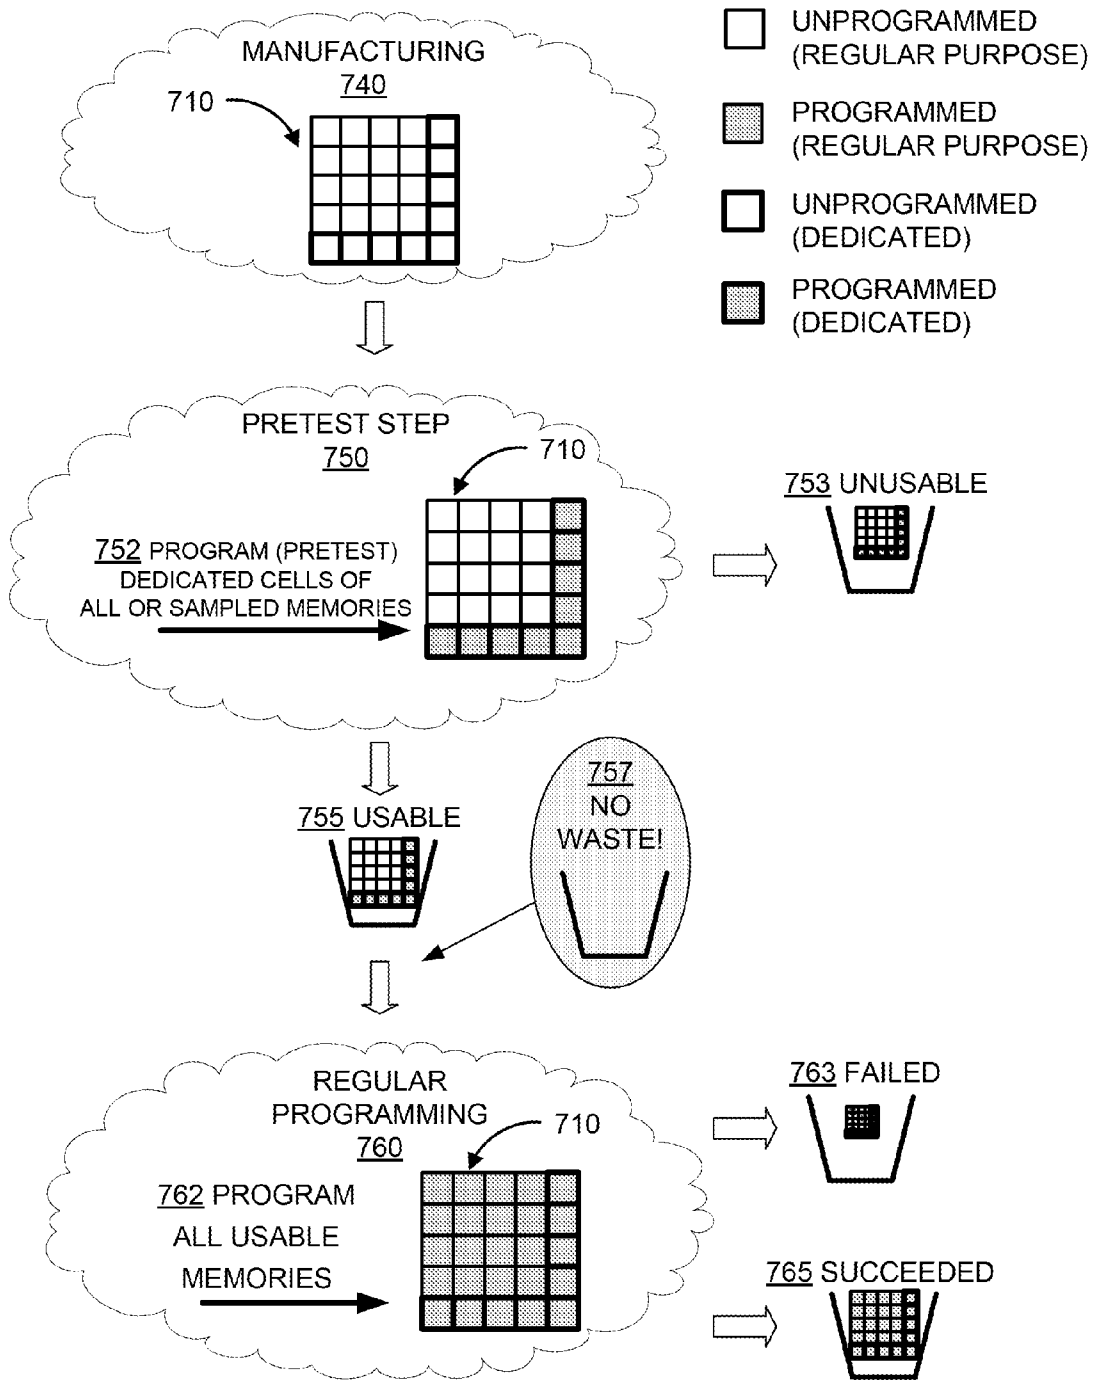 MANUFACTURING
740
710
UNPROGRAMMED
(REGULAR PURPOSE)
PROGRAMMED
(REGULAR PURPOSE)
UNPROGRAMMED
(DEDICATED)
PROGRAMMED
(DEDICATED)
PRETEST STEP
750
710
752 PROGRAM (PRETEST)
DEDICATED CELLS OF
ALL OR SAMPLED MEMORIES
753 UNUSABLE
755 USABLE
757
NO
WASTE!
REGULAR
PROGRAMMING
760
710
762 PROGRAM
ALL USABLE
MEMORIES
763 FAILED
765 SUCCEEDED